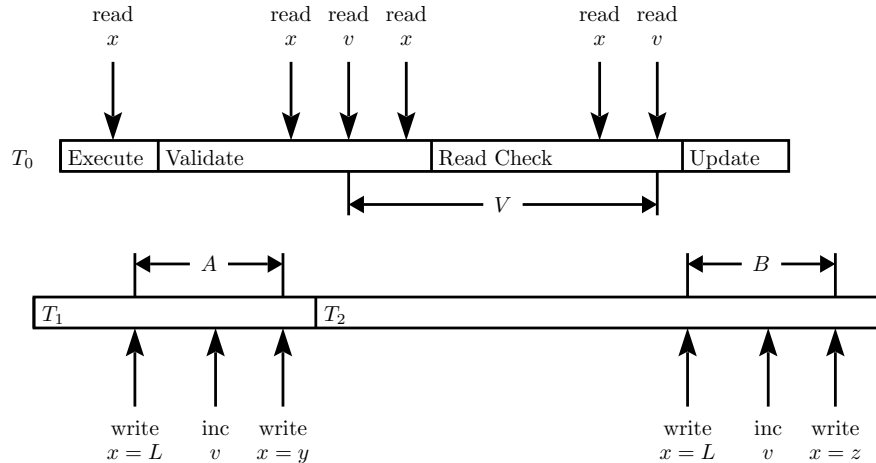 read read read read read read
x x v x x v
T₀ Execute Validate Read Check Update
V
A B
T₁ T₂
write inc write write inc write
x = L v x = y x = L v x = z